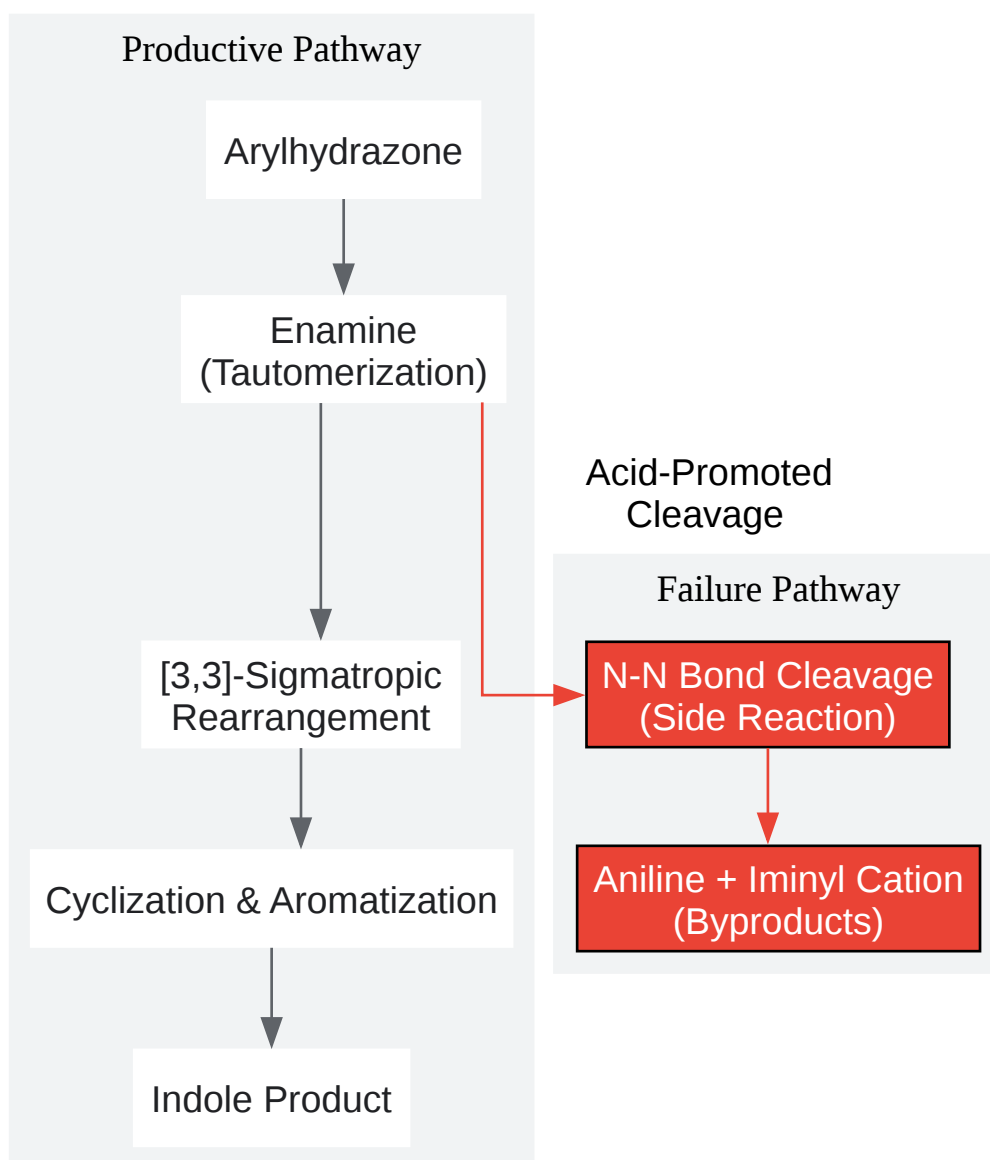 Productive Pathway
Arylhydrazone
Enamine
(Tautomerization)
[3,3]-Sigmatropic
Rearrangement
Cyclization & Aromatization
Indole Product
Acid-Promoted
Cleavage
Failure Pathway
N-N Bond Cleavage
(Side Reaction)
Aniline + Iminyl Cation
(Byproducts)